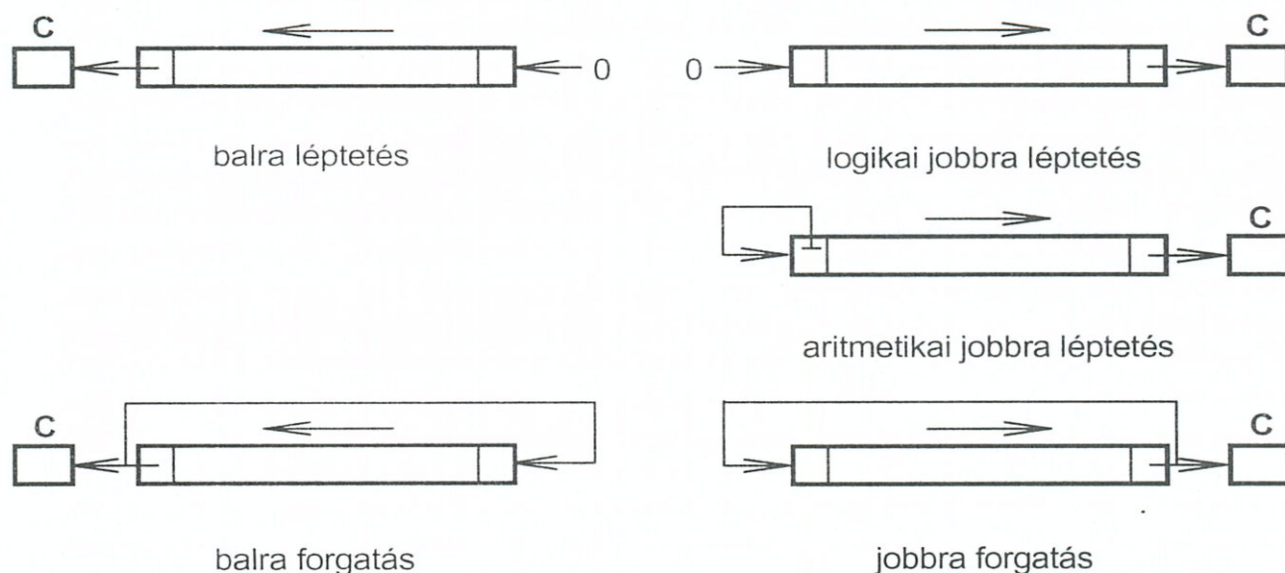 C
C
0
0
balra léptetés
logikai jobbra léptetés
C
aritmetikai jobbra léptetés
C
C
balra forgatás
jobbra forgatás